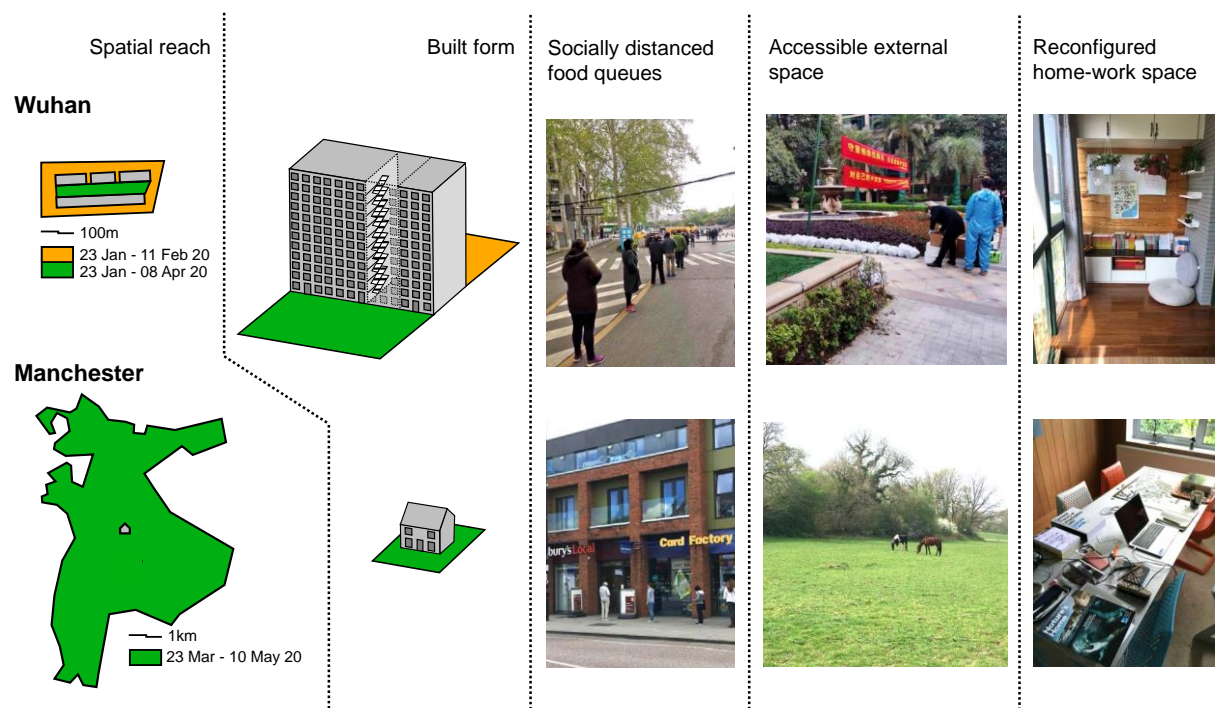 Spatial reach
Built form
Socially distanced
food queues
Accessible external
space
Reconfigured
home-work space
Wuhan
100m
23 Jan - 11 Feb 20
23 Jan - 08 Apr 20
Manchester
1km
23 Mar - 10 May 20
bury's Local
Card Factory
Nature's
Home